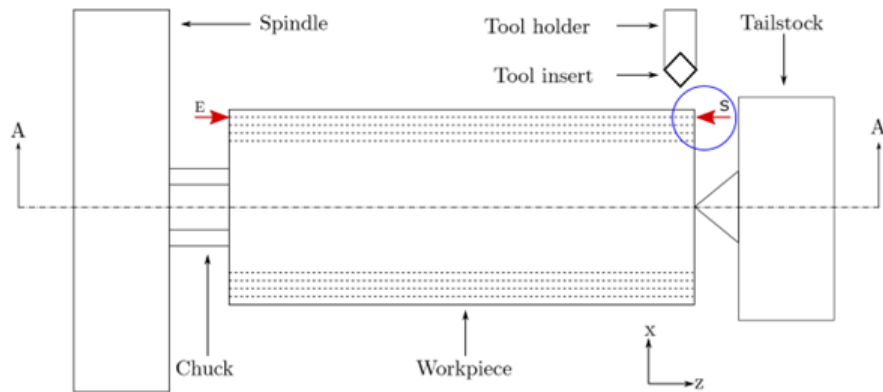 Spindle
Tool holder
Tailstock
Tool insert
E
S
A
A
Chuck
Workpiece
X
Z